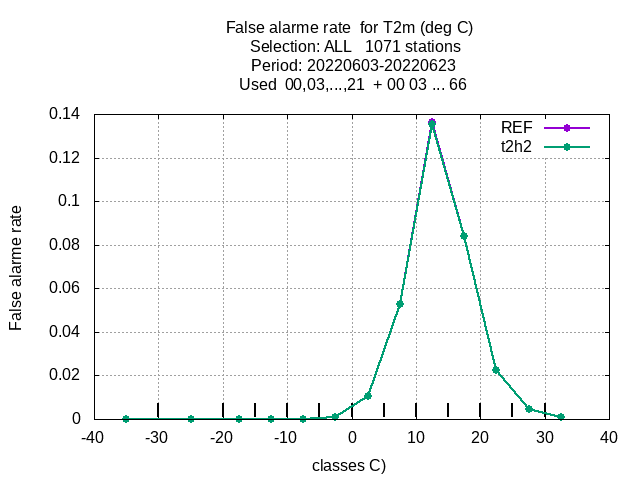 False alarme rate  for T2m (deg C)
Selection: ALL   1071 stations
Period: 20220603-20220623
Used  00,03,...,21  + 00 03 ... 66
REF
t2h2
False alarme rate
0.14
0.12
0.1
0.08
0.06
0.04
0.02
0
-40 -30 -20 -10 0 10 20 30 40
classes C)